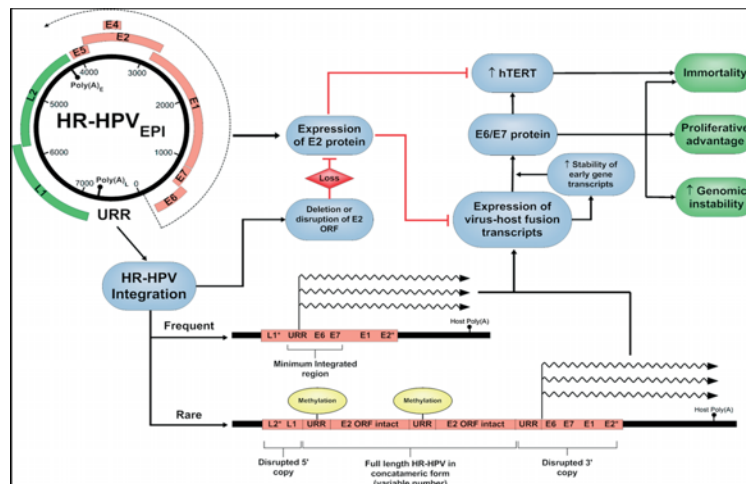 E4
E2
E5
4000
3000
Poly(A)E
L2
E1
HR-HPVEPI
2000
5000
6000
1000
Poly(A)L
7000
0
E7
L1
E6
URR
Expression
of E2 protein
Loss
Deletion or
disruption of E2
ORF
↑ hTERT
E6/E7 protein
↑ Stability of
early gene
transcripts
Expression of
virus-host fusion
transcripts
Immortality
Proliferative
advantage
↑ Genomic
instability
HR-HPV
Integration
Frequent
Host Poly(A)
L1* URR E6 E7 E1 E2*
Minimum Integrated
region
Methylation
Methylation
Rare
Host Poly(A)
L2* L1 URR E2 ORF intact URR E2 ORF intact URR E6 E7 E1 E2*
Disrupted 5'
copy
Full length HR-HPV in
concatameric form
(variable number)
Disrupted 3'
copy